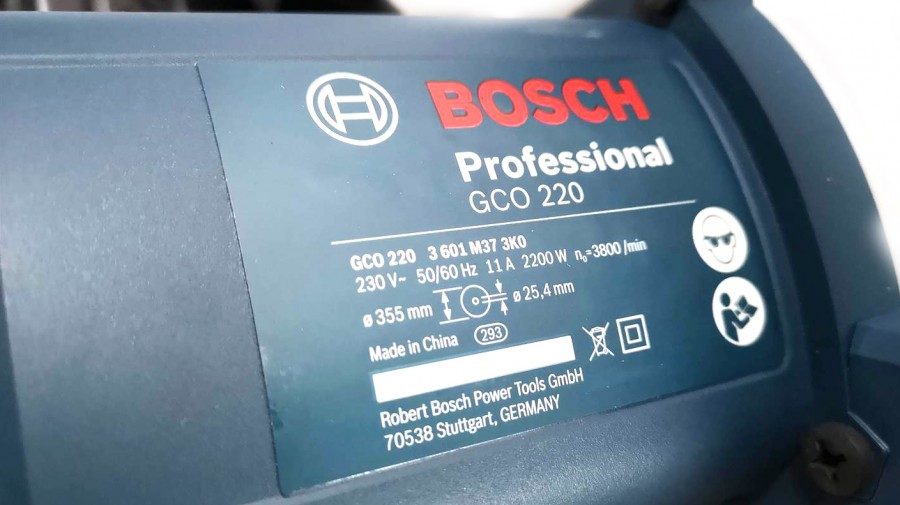 BOSCH
Professional
GCO 220
GCO 220 3 601 M37 3K0
230 V~ 50/60 Hz 11 A 2200 W n₀=3800 /min
ø 355 mm ø 25,4 mm
Made in China 293
Robert Bosch Power Tools GmbH
70538 Stuttgart, GERMANY